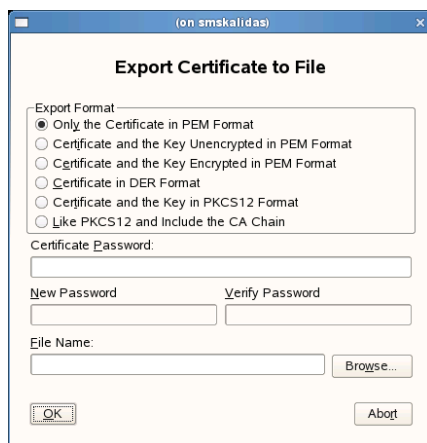 (on smskalidas)
Export Certificate to File
Export Format
Only the Certificate in PEM Format
Certificate and the Key Unencrypted in PEM Format
Certificate and the Key Encrypted in PEM Format
Certificate in DER Format
Certificate and the Key in PKCS12 Format
Like PKCS12 and Include the CA Chain
Certificate Password:
New Password Verify Password
File Name:
Browse...
OK Abort